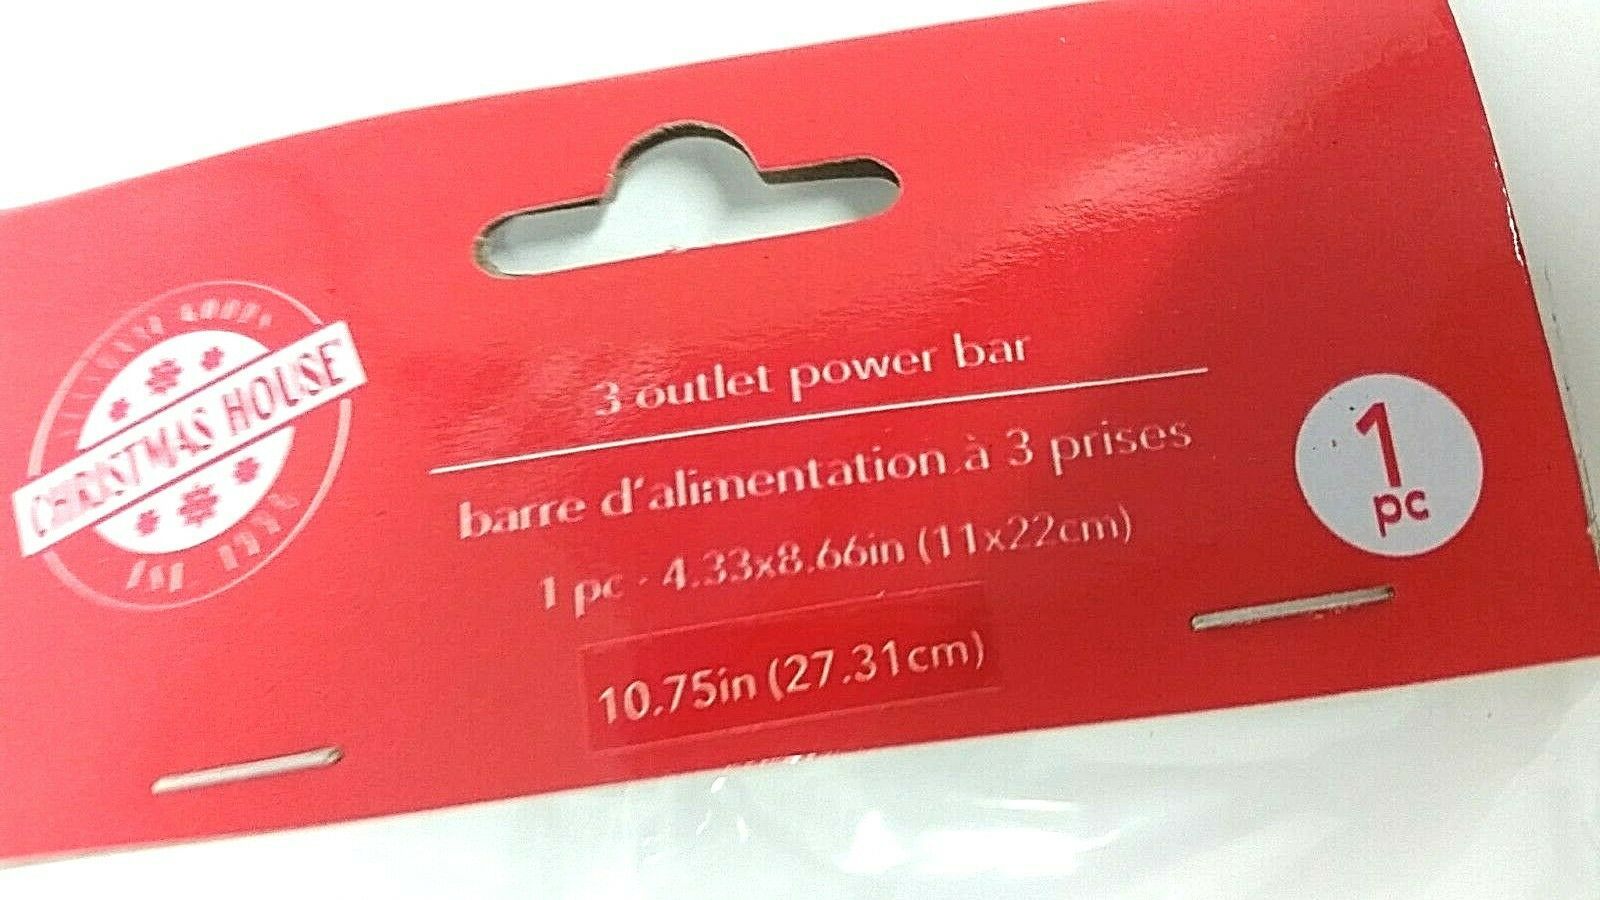 CHRISTMAS HOUSE
3 outlet power bar
barre d'alimentation à 3 prises
1 pc - 4.33x8.66in (11x22cm)
10.75in (27.31cm)
1
pc